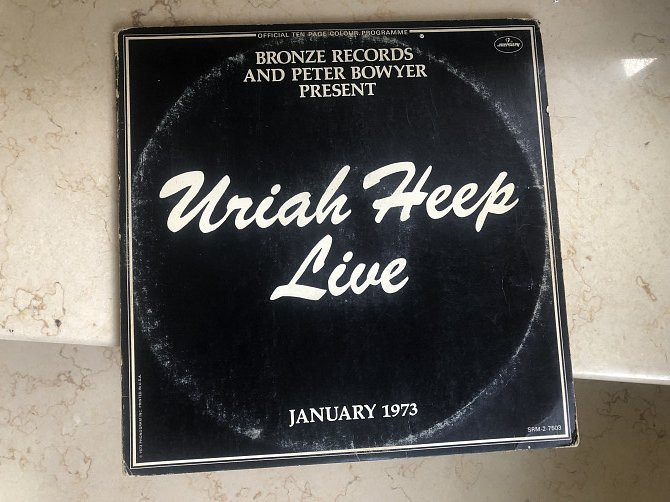 OFFICIAL TEN PAGE COLOUR PROGRAMME
mercury
BRONZE RECORDS
AND PETER BOWYER
PRESENT
Uriah Heep
Live
JANUARY 1973
SRM-2 7503